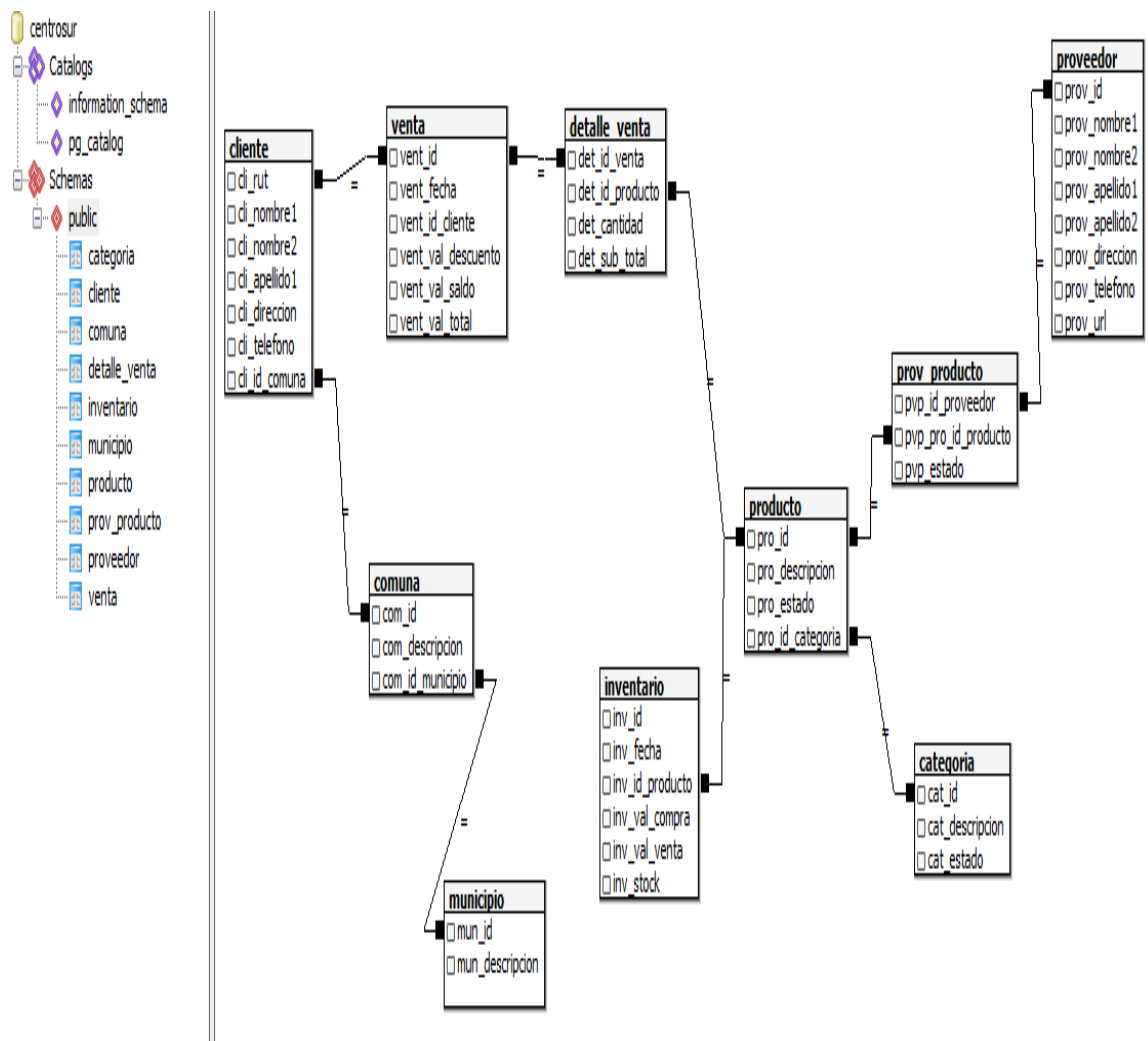 centrosur
Catalogs
information_schema
pg_catalog
Schemas
public
categoria
cliente
comuna
detalle_venta
inventario
municipio
producto
prov_producto
proveedor
venta
cliente
cli_rut
cli_nombre1
cli_nombre2
cli_apellido1
cli_direccion
cli_telefono
cli_id_comuna
venta
vent_id
vent_fecha
vent_id_cliente
vent_val_descuento
vent_val_saldo
vent_val_total
detalle_venta
det_id_venta
det_id_producto
det_cantidad
det_sub_total
proveedor
prov_id
prov_nombre1
prov_nombre2
prov_apellido1
prov_apellido2
prov_direccion
prov_telefono
prov_url
prov_producto
pvp_id_proveedor
pvp_pro_id_producto
pvp_estado
producto
pro_id
pro_descripcion
pro_estado
pro_id_categoria
comuna
com_id
com_descripcion
com_id_municipio
inventario
inv_id
inv_fecha
inv_id_producto
inv_val_compra
inv_val_venta
inv_stock
categoria
cat_id
cat_descripcion
cat_estado
municipio
mun_id
mun_descripcion
=
=
=
=
=
=
=
=
=